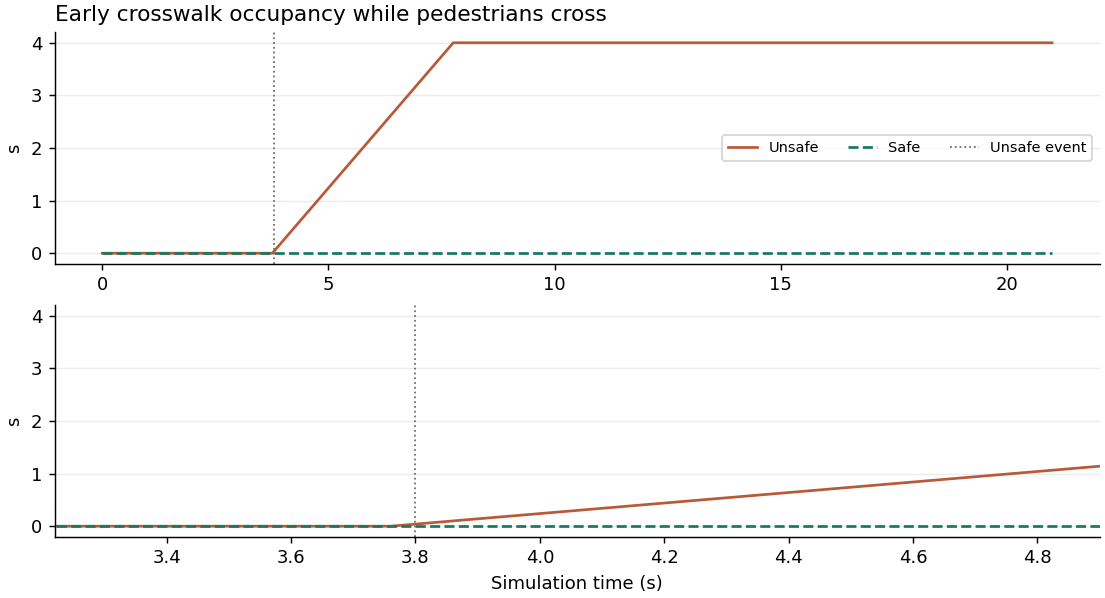 Early crosswalk occupancy while pedestrians cross
4
3
2
1
0
s
Unsafe
Safe
Unsafe event
0 5 10 15 20
4
3
2
1
0
s
3.4 3.6 3.8 4.0 4.2 4.4 4.6 4.8
Simulation time (s)